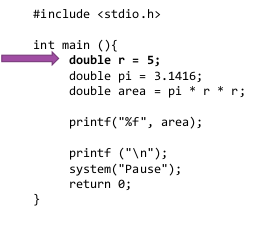 #include <stdio.h>
int main (){
double r = 5;
double pi = 3.1416;
double area = pi * r * r;
printf("%f", area);
printf ("\n");
system("Pause");
return 0;
}